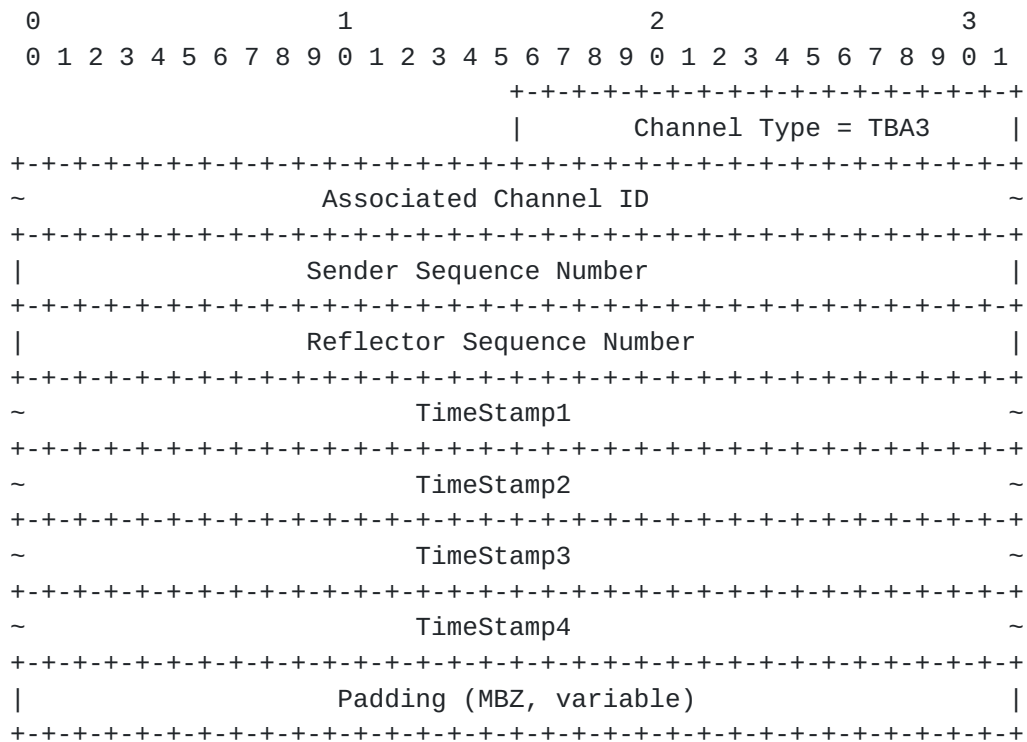 0                   1                   2                   3
 0 1 2 3 4 5 6 7 8 9 0 1 2 3 4 5 6 7 8 9 0 1 2 3 4 5 6 7 8 9 0 1
                                +-+-+-+-+-+-+-+-+-+-+-+-+-+-+-+-+
                                |       Channel Type = TBA3     |
+-+-+-+-+-+-+-+-+-+-+-+-+-+-+-+-+-+-+-+-+-+-+-+-+-+-+-+-+-+-+-+-+
~                   Associated Channel ID                       ~
+-+-+-+-+-+-+-+-+-+-+-+-+-+-+-+-+-+-+-+-+-+-+-+-+-+-+-+-+-+-+-+-+
|                  Sender Sequence Number                       |
+-+-+-+-+-+-+-+-+-+-+-+-+-+-+-+-+-+-+-+-+-+-+-+-+-+-+-+-+-+-+-+-+
|                  Reflector Sequence Number                    |
+-+-+-+-+-+-+-+-+-+-+-+-+-+-+-+-+-+-+-+-+-+-+-+-+-+-+-+-+-+-+-+-+
~                         TimeStamp1                            ~
+-+-+-+-+-+-+-+-+-+-+-+-+-+-+-+-+-+-+-+-+-+-+-+-+-+-+-+-+-+-+-+-+
~                         TimeStamp2                            ~
+-+-+-+-+-+-+-+-+-+-+-+-+-+-+-+-+-+-+-+-+-+-+-+-+-+-+-+-+-+-+-+-+
~                         TimeStamp3                            ~
+-+-+-+-+-+-+-+-+-+-+-+-+-+-+-+-+-+-+-+-+-+-+-+-+-+-+-+-+-+-+-+-+
~                         TimeStamp4                            ~
+-+-+-+-+-+-+-+-+-+-+-+-+-+-+-+-+-+-+-+-+-+-+-+-+-+-+-+-+-+-+-+-+
|                    Padding (MBZ, variable)                    |
+-+-+-+-+-+-+-+-+-+-+-+-+-+-+-+-+-+-+-+-+-+-+-+-+-+-+-+-+-+-+-+-+